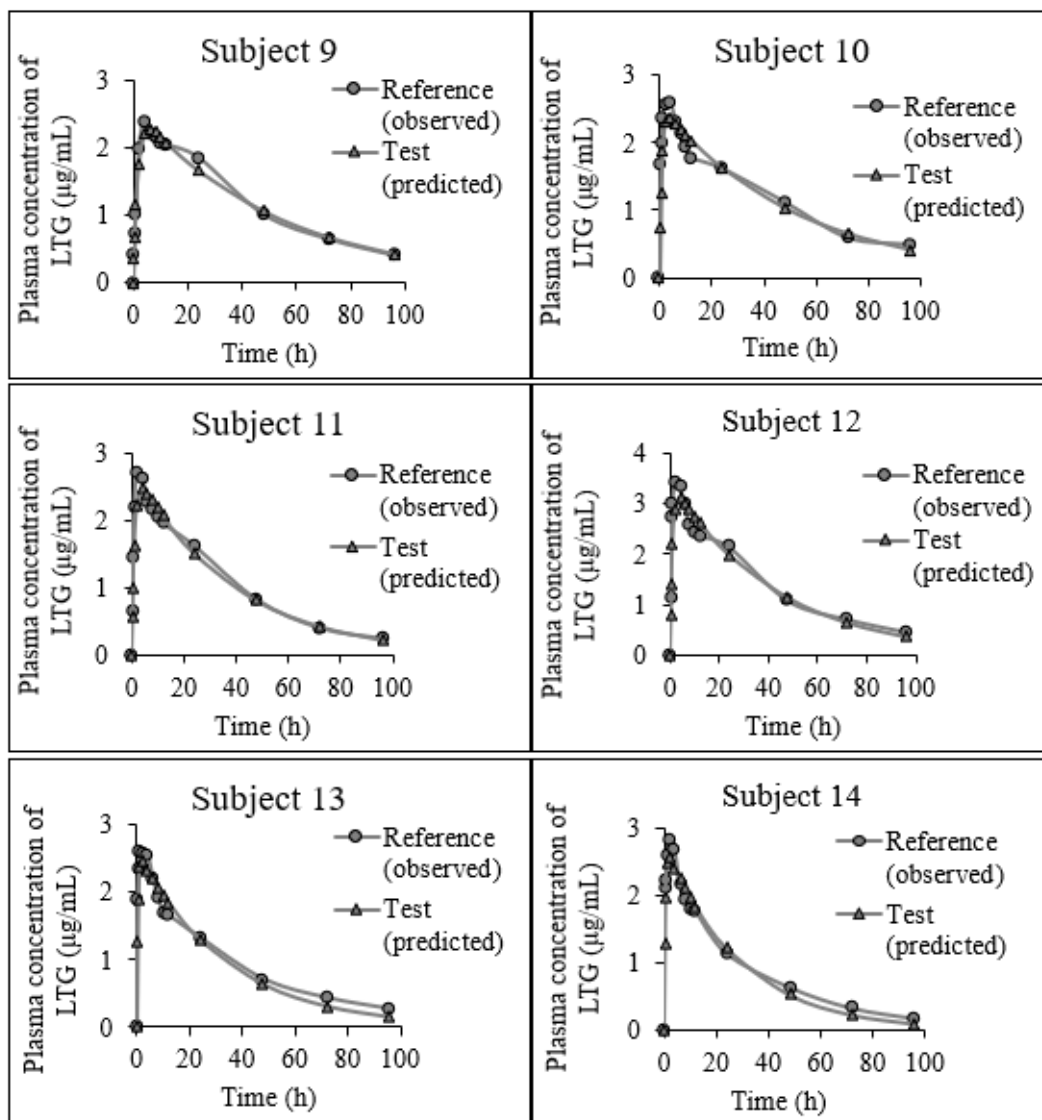 Subject 9
Plasma concentration of
LTG (µg/mL)
3
2
1
0
0 20 40 60 80 100
Time (h)
Reference
(observed)
Test
(predicted)
Subject 10
Plasma concentration of
LTG (µg/mL)
3
2
1
0
0 20 40 60 80 100
Time (h)
Reference
(observed)
Test
(predicted)
Subject 11
Plasma concentration of
LTG (µg/mL)
3
2
1
0
0 20 40 60 80 100
Time (h)
Reference
(observed)
Test
(predicted)
Subject 12
Plasma concentration of
LTG (µg/mL)
4
3
2
1
0
0 20 40 60 80 100
Time (h)
Reference
(observed)
Test
(predicted)
Subject 13
Plasma concentration of
LTG (µg/mL)
3
2
1
0
0 20 40 60 80 100
Time (h)
Reference
(observed)
Test
(predicted)
Subject 14
Plasma concentration of
LTG (µg/mL)
3
2
1
0
0 20 40 60 80 100
Time (h)
Reference
(observed)
Test
(predicted)